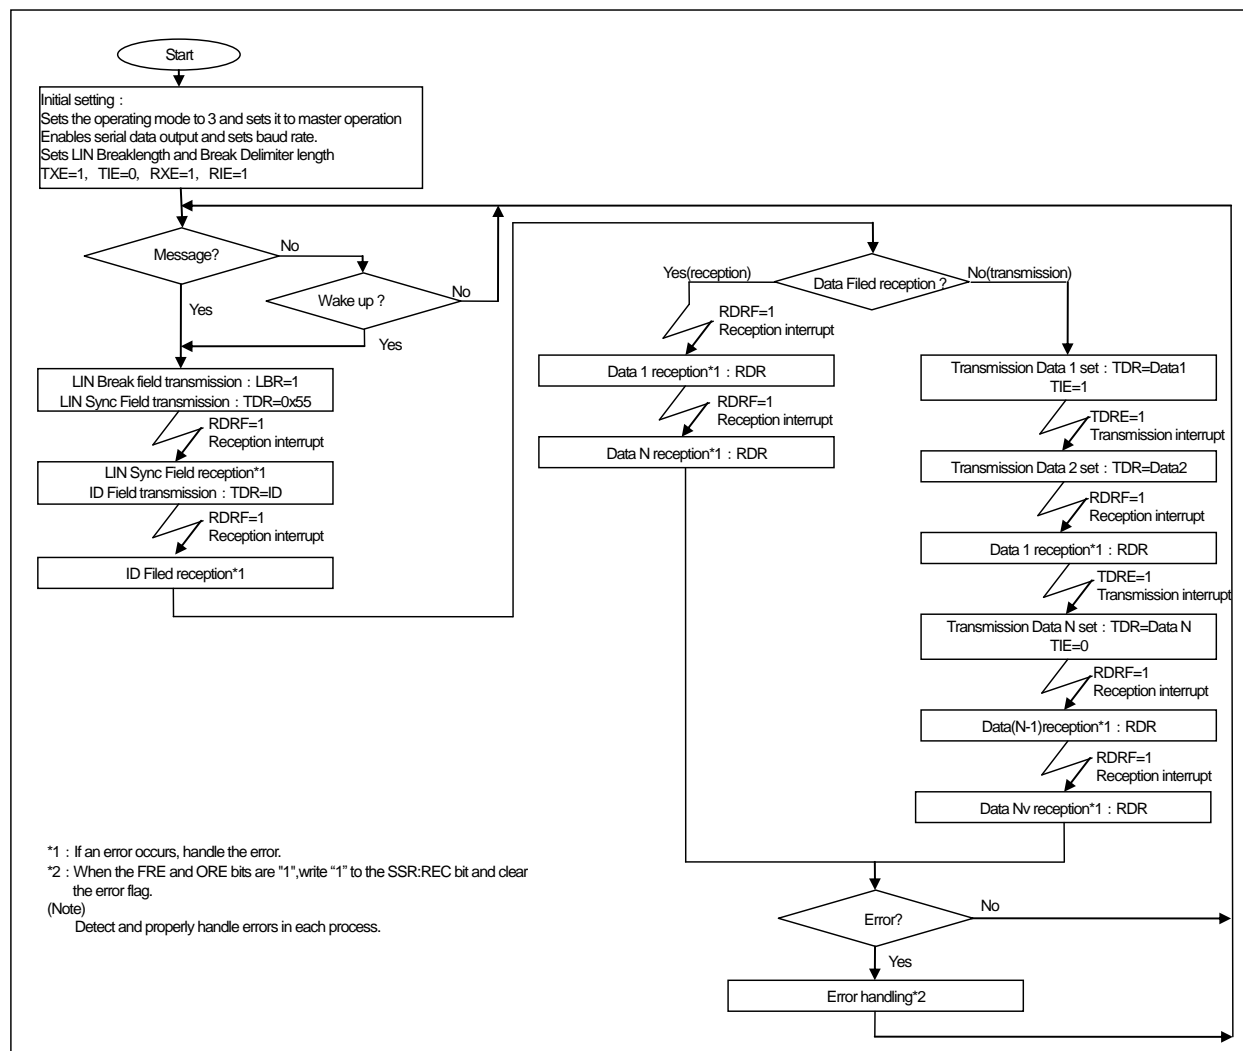 Start
Initial setting :
Sets the operating mode to 3 and sets it to master operation
Enables serial data output and sets baud rate.
Sets LIN Breaklength and Break Delimiter length
TXE=1, TIE=0, RXE=1, RIE=1
Message?
No
Wake up ?
No
Yes
Yes
LIN Break field transmission : LBR=1
LIN Sync Field transmission : TDR=0x55
RDRF=1
Reception interrupt
LIN Sync Field reception*1
ID Field transmission : TDR=ID
RDRF=1
Reception interrupt
ID Filed reception*1
Data Filed reception ?
Yes(reception)
No(transmission)
RDRF=1
Reception interrupt
Data 1 reception*1 : RDR
RDRF=1
Reception interrupt
Data N reception*1 : RDR
Transmission Data 1 set : TDR=Data1
TIE=1
TDRE=1
Transmission interrupt
Transmission Data 2 set : TDR=Data2
RDRF=1
Reception interrupt
Data 1 reception*1 : RDR
TDRE=1
Transmission interrupt
Transmission Data N set : TDR=Data N
TIE=0
RDRF=1
Reception interrupt
Data(N-1)reception*1 : RDR
RDRF=1
Reception interrupt
Data Nv reception*1 : RDR
Error?
No
Yes
Error handling*2
*1 : If an error occurs, handle the error.
*2 : When the FRE and ORE bits are "1",write “1” to the SSR:REC bit and clear
the error flag.
(Note)
Detect and properly handle errors in each process.